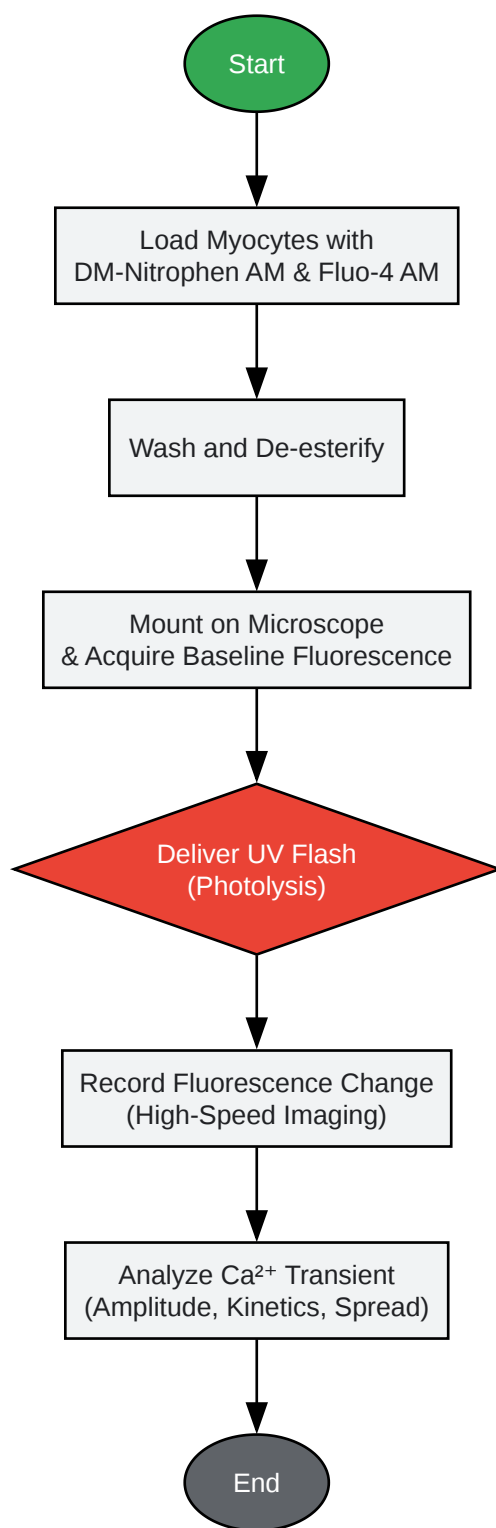 Start
Load Myocytes with
DM-Nitrophen AM & Fluo-4 AM
Wash and De-esterify
Mount on Microscope
& Acquire Baseline Fluorescence
Deliver UV Flash
(Photolysis)
Record Fluorescence Change
(High-Speed Imaging)
Analyze Ca²⁺ Transient
(Amplitude, Kinetics, Spread)
End